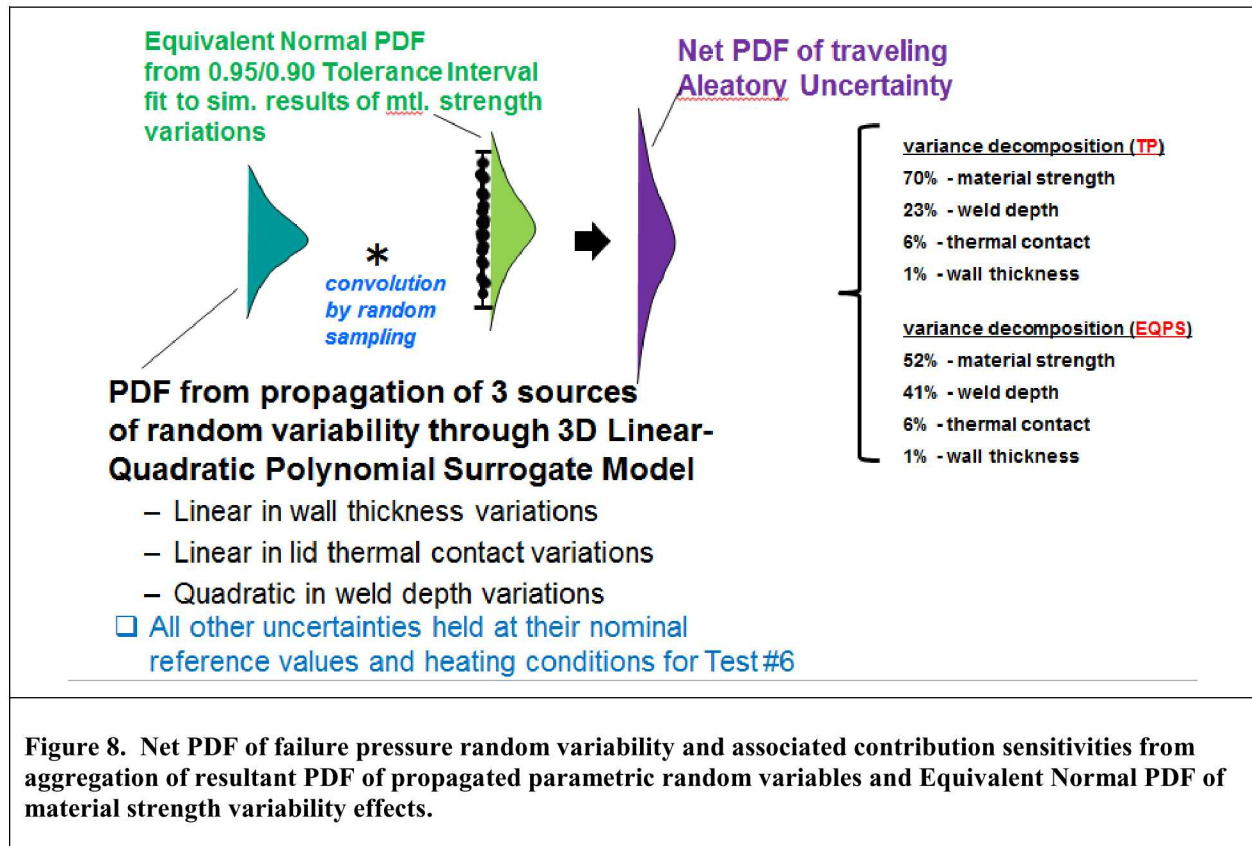 Equivalent Normal PDF
from 0.95/0.90 Tolerance Interval
fit to sim. results of mtl. strength
variations
Net PDF of traveling
Aleatory Uncertainty
*
convolution
by random
sampling
variance decomposition (TP)
70% - material strength
23% - weld depth
6% - thermal contact
1% - wall thickness
variance decomposition (EQPS)
52% - material strength
41% - weld depth
6% - thermal contact
1% - wall thickness
PDF from propagation of 3 sources
of random variability through 3D Linear-
Quadratic Polynomial Surrogate Model
– Linear in wall thickness variations
– Linear in lid thermal contact variations
– Quadratic in weld depth variations
❑ All other uncertainties held at their nominal
reference values and heating conditions for Test #6
Figure 8. Net PDF of failure pressure random variability and associated contribution sensitivities from
aggregation of resultant PDF of propagated parametric random variables and Equivalent Normal PDF of
material strength variability effects.